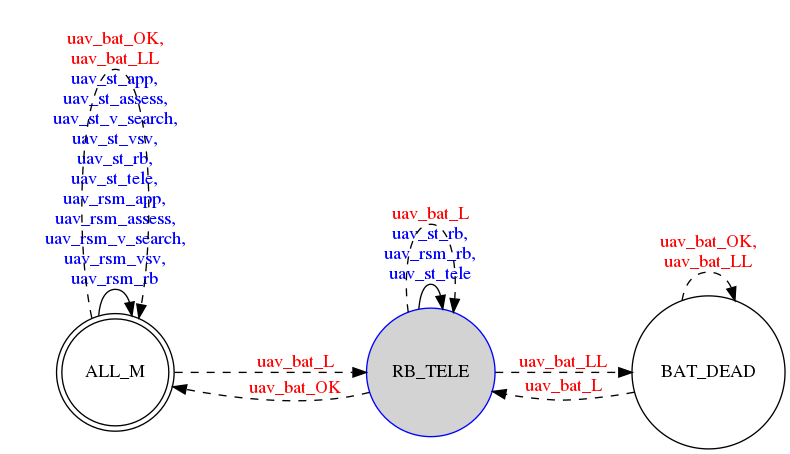 uav_bat_OK,
uav_bat_LL
uav_st_app,
uav_st_assess,
uav_st_v_search,
uav_st_vsv,
uav_st_rb,
uav_st_tele,
uav_rsm_app,
uav_rsm_assess,
uav_rsm_v_search,
uav_rsm_vsv,
uav_rsm_rb
ALL_M
uav_bat_L
uav_bat_OK
uav_bat_L
uav_st_rb,
uav_rsm_rb,
uav_st_tele
RB_TELE
uav_bat_LL
uav_bat_L
uav_bat_OK,
uav_bat_LL
BAT_DEAD